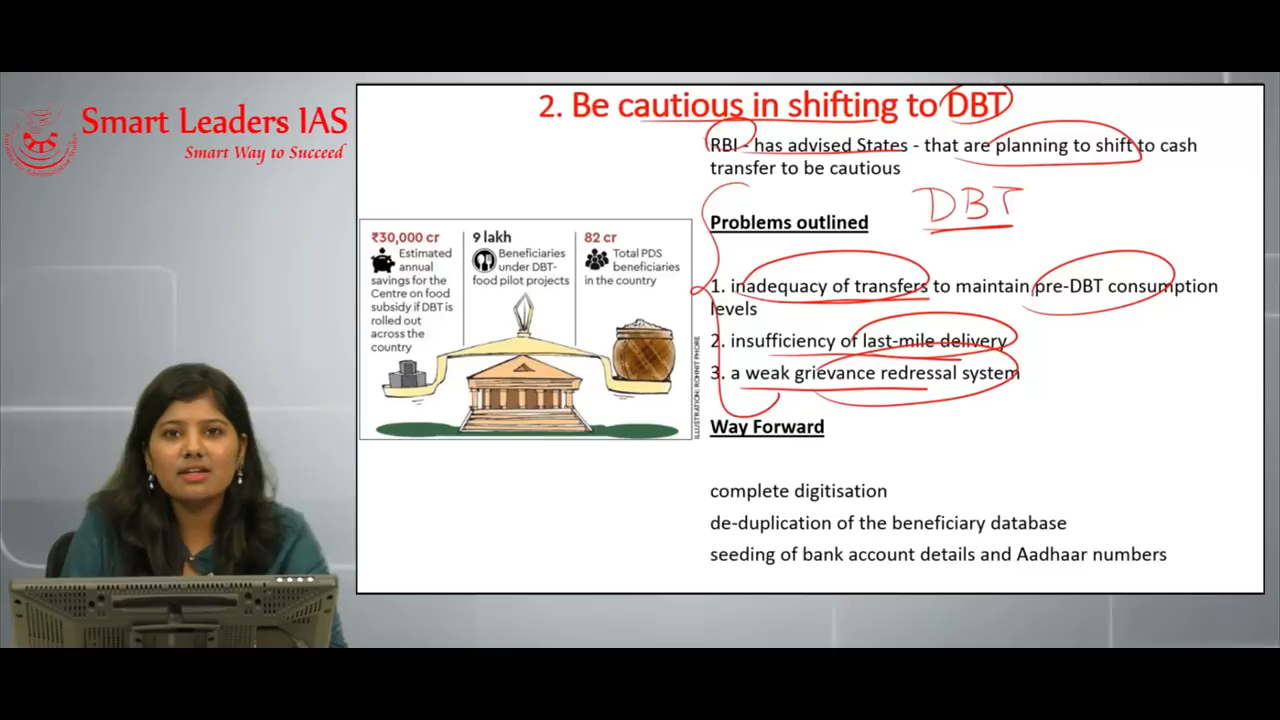 Smart Leaders IAS
Smart Way to Succeed
2. Be cautious in shifting to DBT
RBI - has advised States - that are planning to shift to cash
transfer to be cautious
DBT
Problems outlined
1. inadequacy of transfers to maintain pre-DBT consumption
levels
2. insufficiency of last-mile delivery
3. a weak grievance redressal system
Way Forward
complete digitisation
de-duplication of the beneficiary database
seeding of bank account details and Aadhaar numbers
₹30,000 cr
Estimated
annual
savings for the
Centre on food
subsidy if DBT is
rolled out
across the
country
9 lakh
Beneficiaries
under DBT-
food pilot projects
82 cr
Total PDS
beneficiaries
in the country
ILLUSTRATION: ROHNIT PHORE